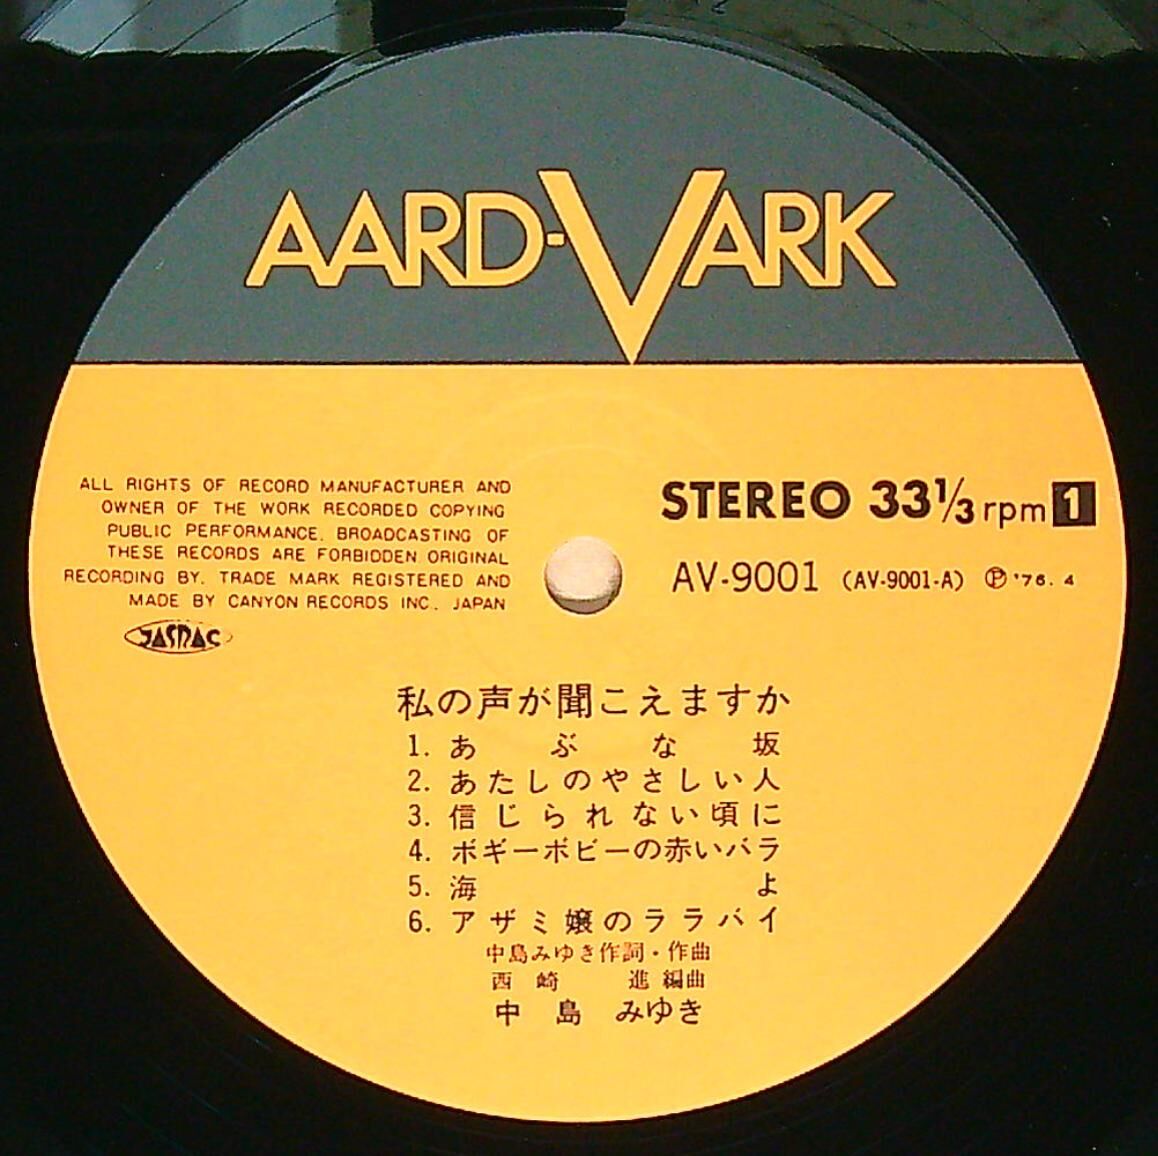 AARD-VARK
ALL RIGHTS OF RECORD MANUFACTURER AND
OWNER OF THE WORK RECORDED COPYING
PUBLIC PERFORMANCE. BROADCASTING OF
THESE RECORDS ARE FORBIDDEN ORIGINAL
RECORDING BY. TRADE MARK REGISTERED AND
MADE BY CANYON RECORDS INC. JAPAN
JASRAC
STEREO 33⅓ rpm 1
AV-9001 (AV-9001-A) Ⓟ'76. 4
私の声が聞こえますか
1. あぶな坂
2. あたしのやさしい人
3. 信じられない頃に
4. ボギーボビーの赤いバラ
5. 海よ
6. アザミ嬢のララバイ
中島みゆき作詞・作曲
西崎 進 編曲
中島 みゆき